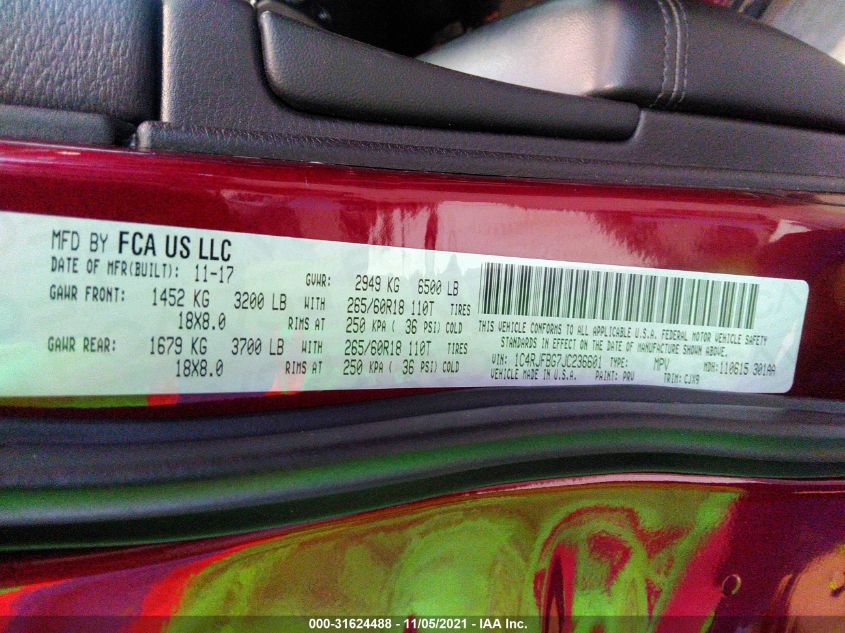 MFD BY FCA US LLC
DATE OF MFR(BUILT): 11-17 GVWR: 2949 KG 6500 LB
GAWR FRONT: 1452 KG 3200 LB WITH 265/60R18 110T TIRES
18X8.0 RIMS AT 250 KPA ( 36 PSI) COLD
GAWR REAR: 1679 KG 3700 LB WITH 265/60R18 110T TIRES
18X8.0 RIMS AT 250 KPA ( 36 PSI) COLD
THIS VEHICLE CONFORMS TO ALL APPLICABLE U.S.A. FEDERAL MOTOR VEHICLE SAFETY
STANDARDS IN EFFECT ON THE DATE OF MANUFACTURE SHOWN ABOVE.
VIN: 1C4RJFBG7JC236601 TYPE: MPV MDH: 110615 301AA
VEHICLE MADE IN U.S.A. PAINT: PRV TRIM: CJX9
000-31624488 - 11/05/2021 - IAA Inc.